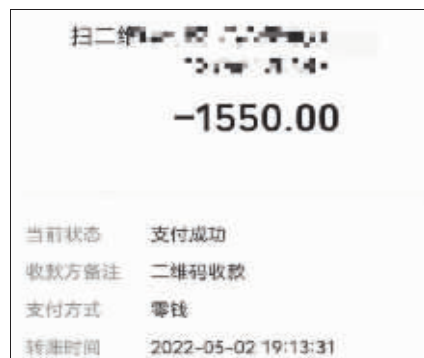 扫二维
-1550.00
当前状态 支付成功
收款方备注 二维码收款
支付方式 零钱
转账时间 2022-05-02 19:13:31